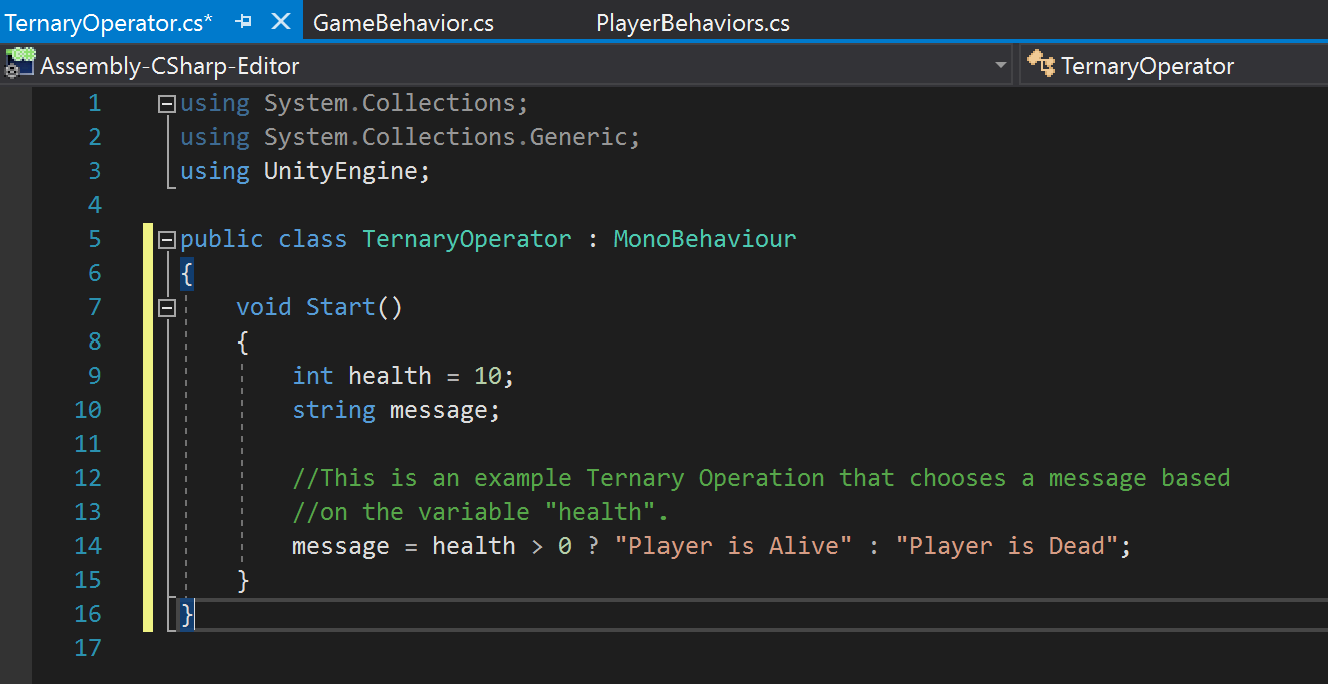 TernaryOperator.cs* GameBehavior.cs PlayerBehaviors.cs
Assembly-CSharp-Editor TernaryOperator
1 using System.Collections;
2 using System.Collections.Generic;
3 using UnityEngine;
4
5 public class TernaryOperator : MonoBehaviour
6 {
7 void Start()
8 {
9 int health = 10;
10 string message;
11
12 //This is an example Ternary Operation that chooses a message based
13 //on the variable "health".
14 message = health > 0 ? "Player is Alive" : "Player is Dead";
15 }
16 }
17